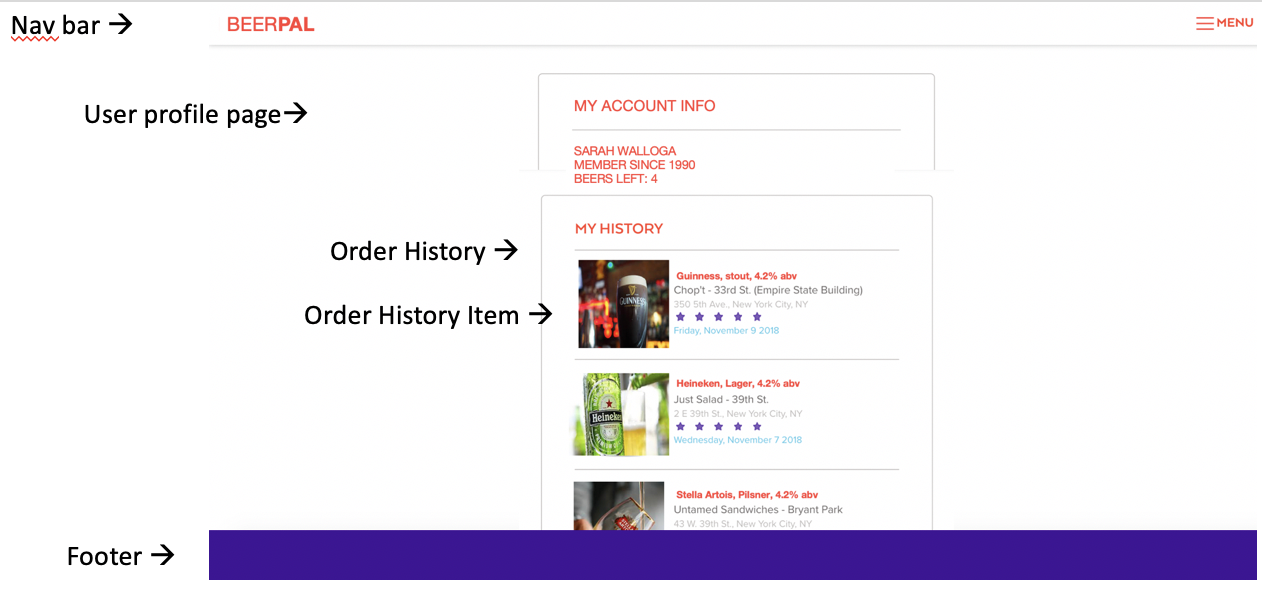 Nav bar →
BEERPAL
MENU
User profile page→
MY ACCOUNT INFO
SARAH WALLOGA
MEMBER SINCE 1990
BEERS LEFT: 4
MY HISTORY
Order History →
Order History Item →
GUINNESS
Guinness, stout, 4.2% abv
Chop't - 33rd St. (Empire State Building)
350 5th Ave., New York City, NY
Friday, November 9 2018
Heineken
Heineken, Lager, 4.2% abv
Just Salad - 39th St.
2 E 39th St., New York City, NY
Wednesday, November 7 2018
Stella Artois, Pilsner, 4.2% abv
Untamed Sandwiches - Bryant Park
43 W. 39th St., New York City, NY
Footer →